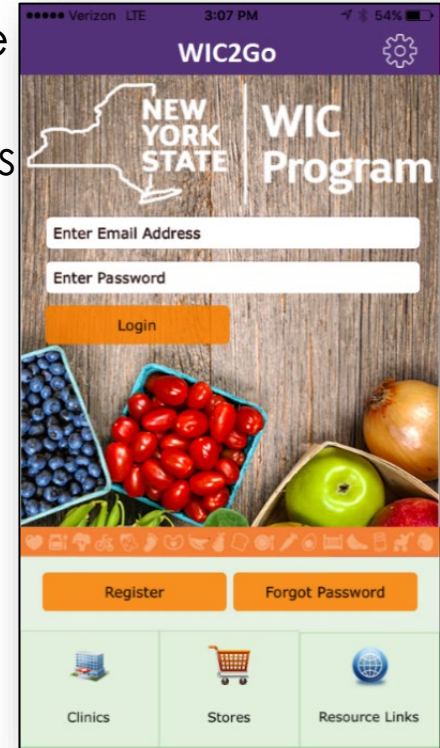 e
s
Verizon LTE 3:07 PM 54%
WIC2Go
NEW
YORK
STATE
WIC
Program
Enter Email Address
Enter Password
Login
Register Forgot Password
Clinics Stores Resource Links